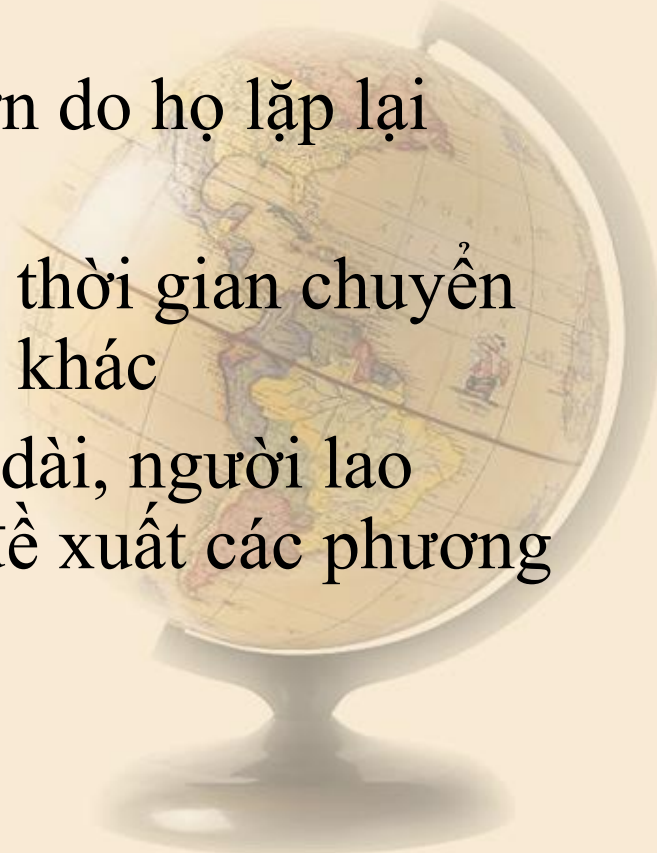 do họ lặp lại
thời gian chuyển
khác
dài, người lao
xuất các phương